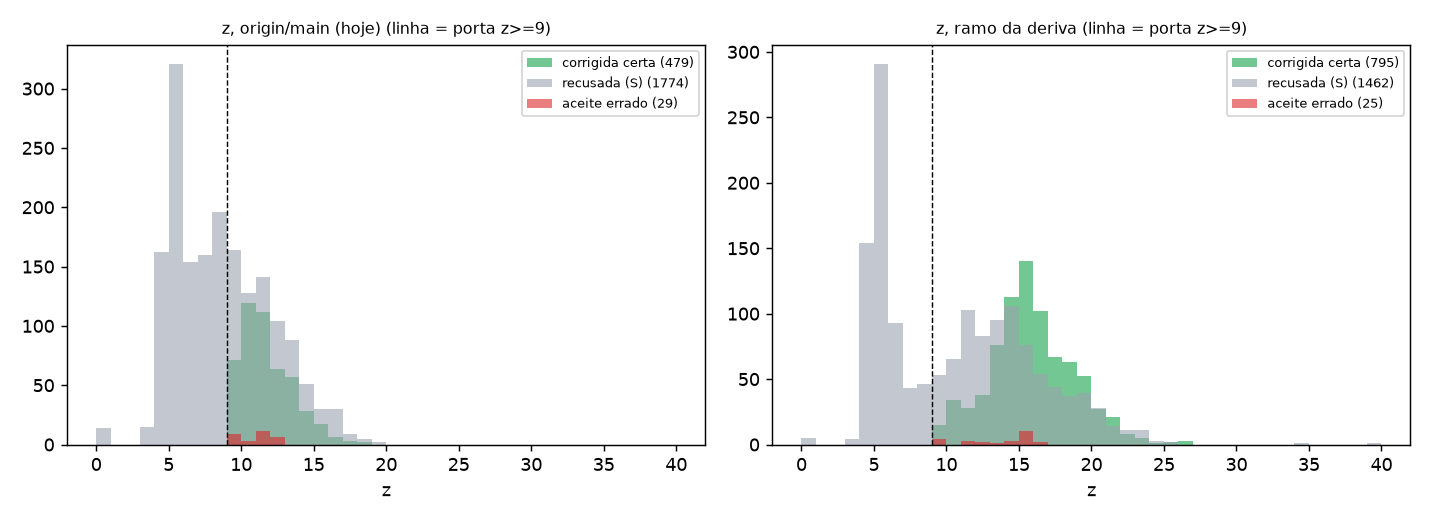 z, origin/main (hoje) (linha = porta z>=9)
corrigida certa (479)
recusada (S) (1774)
aceite errado (29)
300
250
200
150
100
50
0
0 5 10 15 20 25 30 35 40
z
z, ramo da deriva (linha = porta z>=9)
corrigida certa (795)
recusada (S) (1462)
aceite errado (25)
300
250
200
150
100
50
0
0 5 10 15 20 25 30 35 40
z